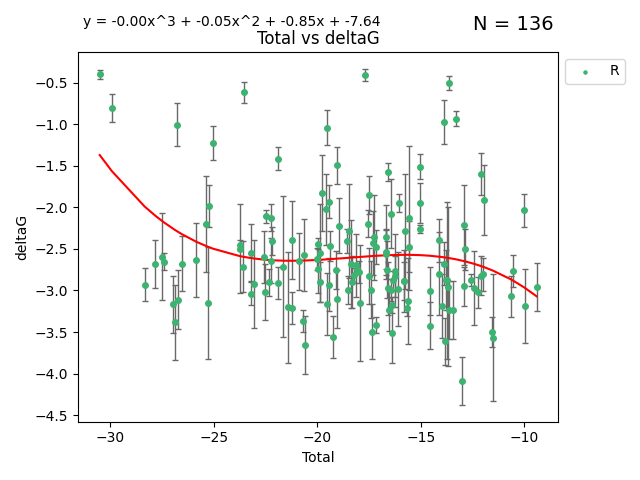 y = -0.00x^3 + -0.05x^2 + -0.85x + -7.64
N = 136
Total vs deltaG
R
deltaG
−0.5
−1.0
−1.5
−2.0
−2.5
−3.0
−3.5
−4.0
−4.5
−30 −25 −20 −15 −10
Total